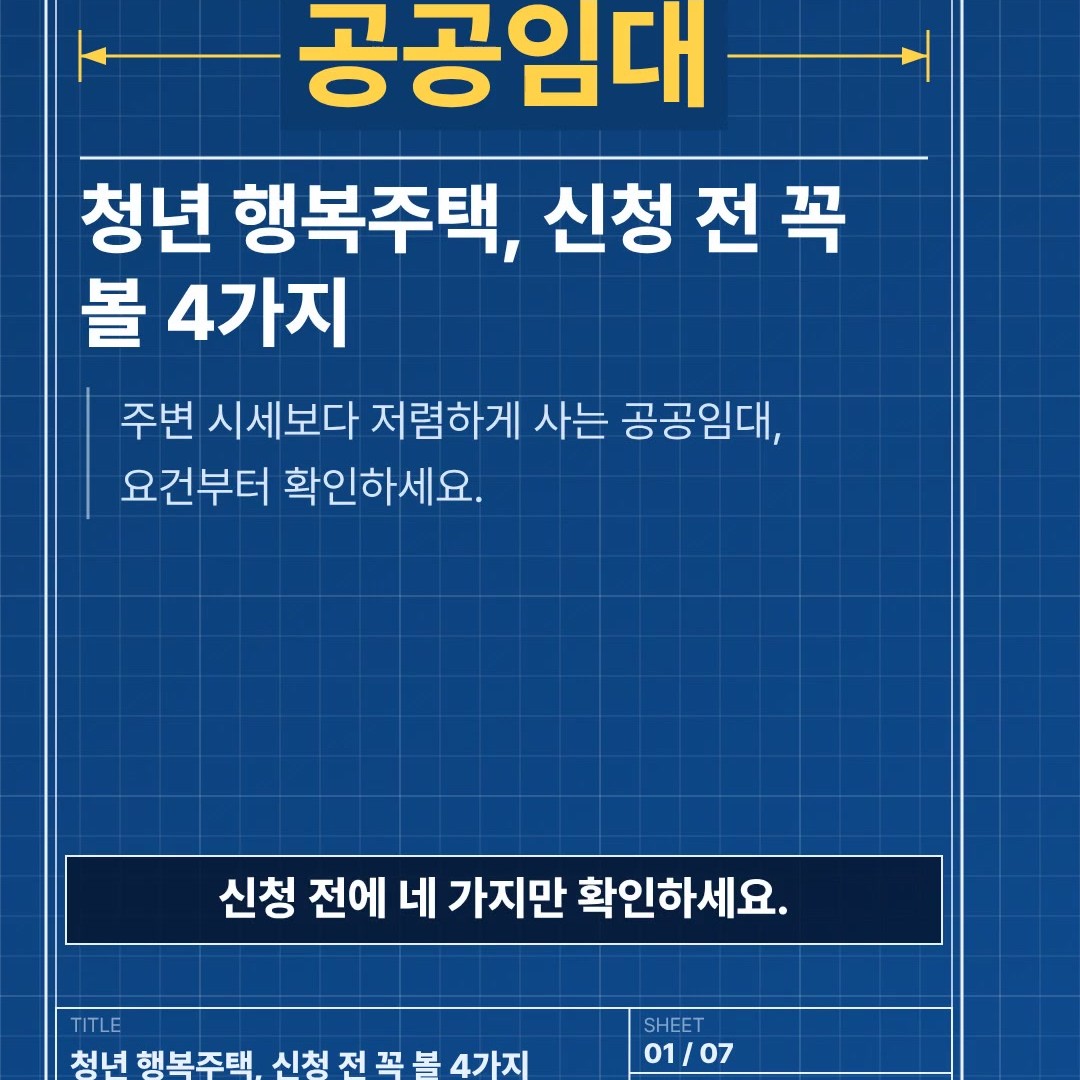 공공임대
청년 행복주택, 신청 전 꼭
볼 4가지
주변 시세보다 저렴하게 사는 공공임대,
요건부터 확인하세요.
신청 전에 네 가지만 확인하세요.
TITLE
청년 행복주택, 신청 전 꼭 볼 4가지
SHEET
01 / 07